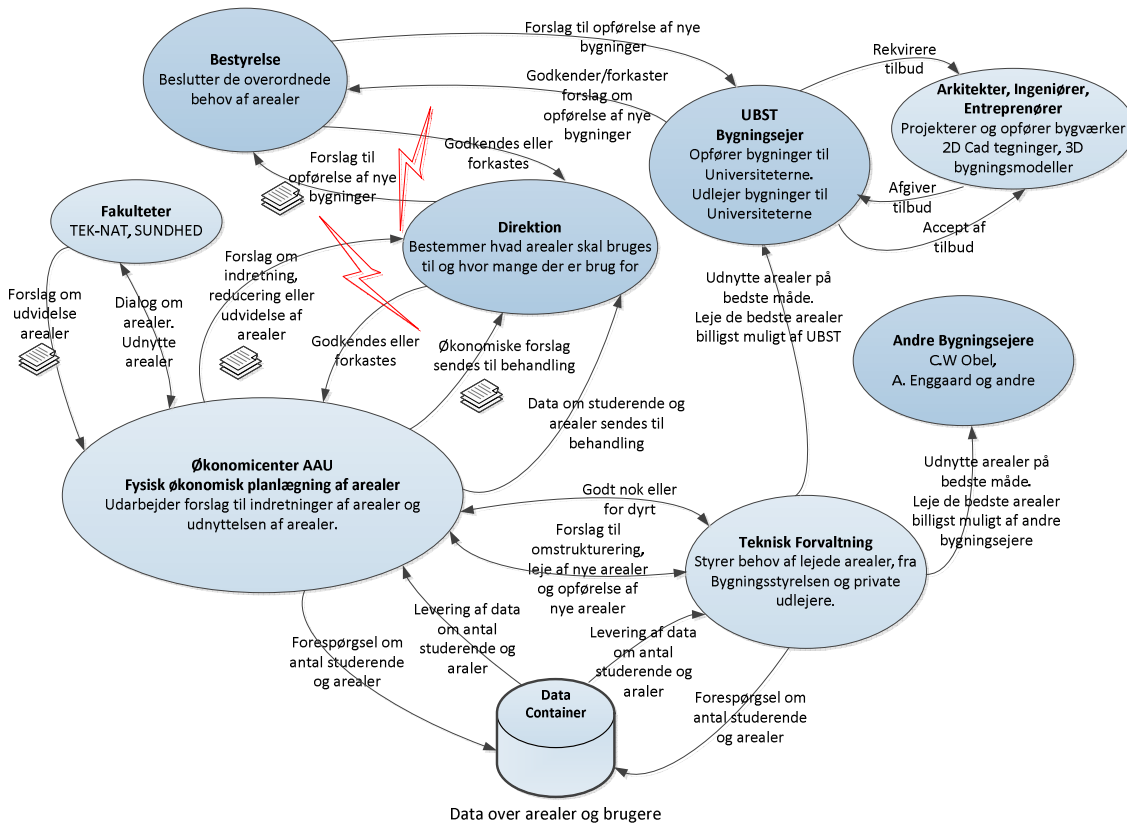 Forslag til opførelse af nye
bygninger
Bestyrelse
Beslutter de overordnede
behov af arealer
Godkender/forkaster
forslag om
opførelse af nye
bygninger
Rekvirere
tilbud
UBST
Bygningsejer
Opfører bygninger til
Universiteterne.
Udlejer bygninger til
Universiteterne
Arkitekter, Ingeniører,
Entreprenører
Projekterer og opfører bygværker
2D Cad tegninger, 3D
bygningsmodeller
Afgiver
tilbud
Accept af
tilbud
Godkendes eller
forkastes
Forslag til
opførelse af nye
bygninger
Fakulteter
TEK-NAT, SUNDHED
Direktion
Bestemmer hvad arealer skal bruges
til og hvor mange der er brug for
Forslag om
udvidelse
arealer
Dialog om
arealer.
Udnytte
arealer
Forslag om
indretning,
reducering eller
udvidelse af
arealer
Godkendes eller
forkastes
Økonomiske forslag
sendes til behandling
Udnytte arealer på
bedste måde.
Leje de bedste arealer
billigst muligt af UBST
Andre Bygningsejere
C.W Obel,
A. Enggaard og andre
Data om studerende og
arealer sendes til
behandling
Økonomicenter AAU
Fysisk økonomisk planlægning af arealer
Udarbejder forslag til indretninger af arealer og
udnyttelsen af arealer.
Godt nok eller
for dyrt
Forslag til
omstrukturering,
leje af nye arealer
og opførelse af
nye arealer
Udnytte arealer på
bedste måde.
Leje de bedste arealer
billigst muligt af andre
bygningsejere
Teknisk Forvaltning
Styrer behov af lejede arealer, fra
Bygningsstyrelsen og private
udlejere.
Forespørgsel om
antal studerende
og arealer
Levering af data
om antal
studerende og
araler
Levering af data
om antal
studerende og
araler
Forespørgsel om
antal studerende
og arealer
Data
Container
Data over arealer og brugere